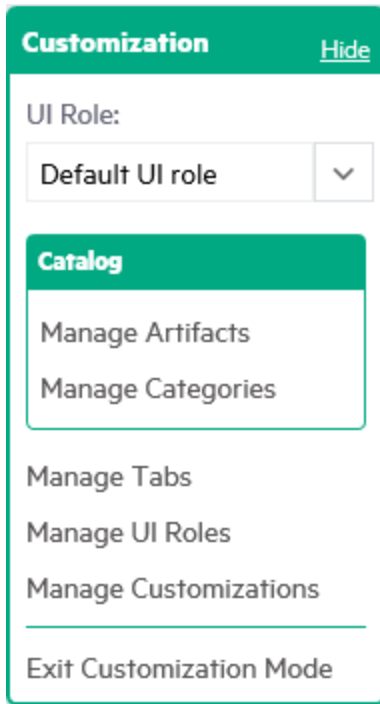 Customization Hide
UI Role:
Default UI role
Catalog
Manage Artifacts
Manage Categories
Manage Tabs
Manage UI Roles
Manage Customizations
Exit Customization Mode